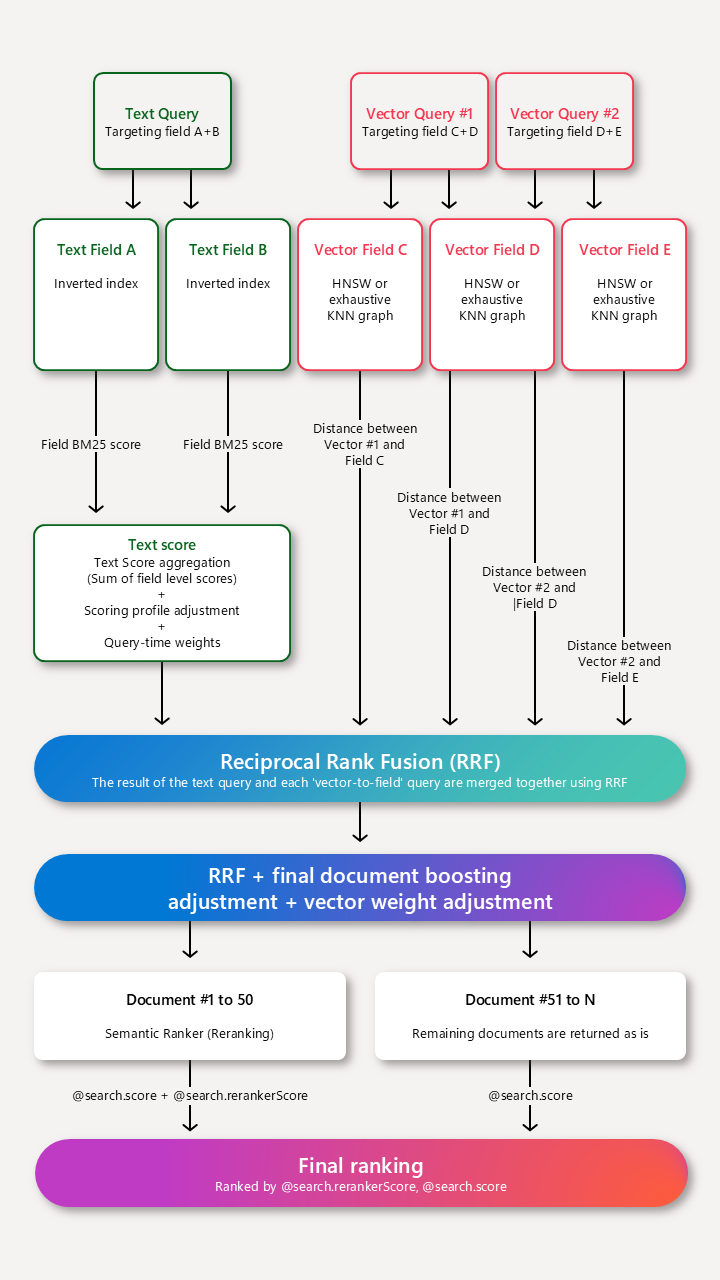 Text Query
Targeting field A+B
Vector Query #1
Targeting field C+D
Vector Query #2
Targeting field D+E
Text Field A
Inverted index
Text Field B
Inverted index
Vector Field C
HNSW or
exhaustive
KNN graph
Vector Field D
HNSW or
exhaustive
KNN graph
Vector Field E
HNSW or
exhaustive
KNN graph
Field BM25 score
Field BM25 score
Distance between
Vector #1 and
Field C
Distance between
Vector #1 and
Field D
Distance between
Vector #2 and
|Field D
Distance between
Vector #2 and
Field E
Text score
Text Score aggregation
(Sum of field level scores)
+
Scoring profile adjustment
+
Query-time weights
Reciprocal Rank Fusion (RRF)
The result of the text query and each 'vector-to-field' query are merged together using RRF
RRF + final document boosting
adjustment + vector weight adjustment
Document #1 to 50
Semantic Ranker (Reranking)
Document #51 to N
Remaining documents are returned as is
@search.score + @search.rerankerScore
@search.score
Final ranking
Ranked by @search.rerankerScore, @search.score